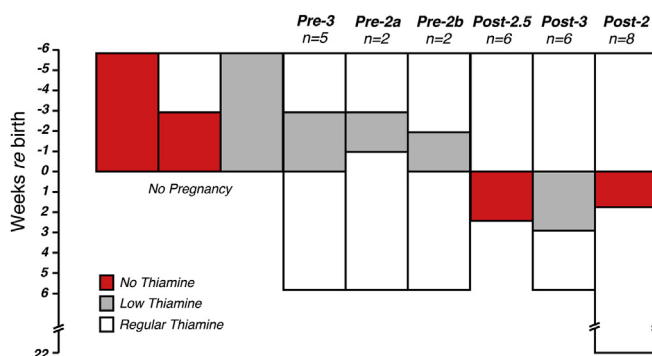 Pre-3 Pre-2a Pre-2b Post-2.5 Post-3 Post-2
n=5 n=2 n=2 n=6 n=6 n=8
-6
-5
-4
-3
-2
-1
0
1
2
3
4
5
6
22
Weeks re birth
No Pregnancy
No Thiamine
Low Thiamine
Regular Thiamine